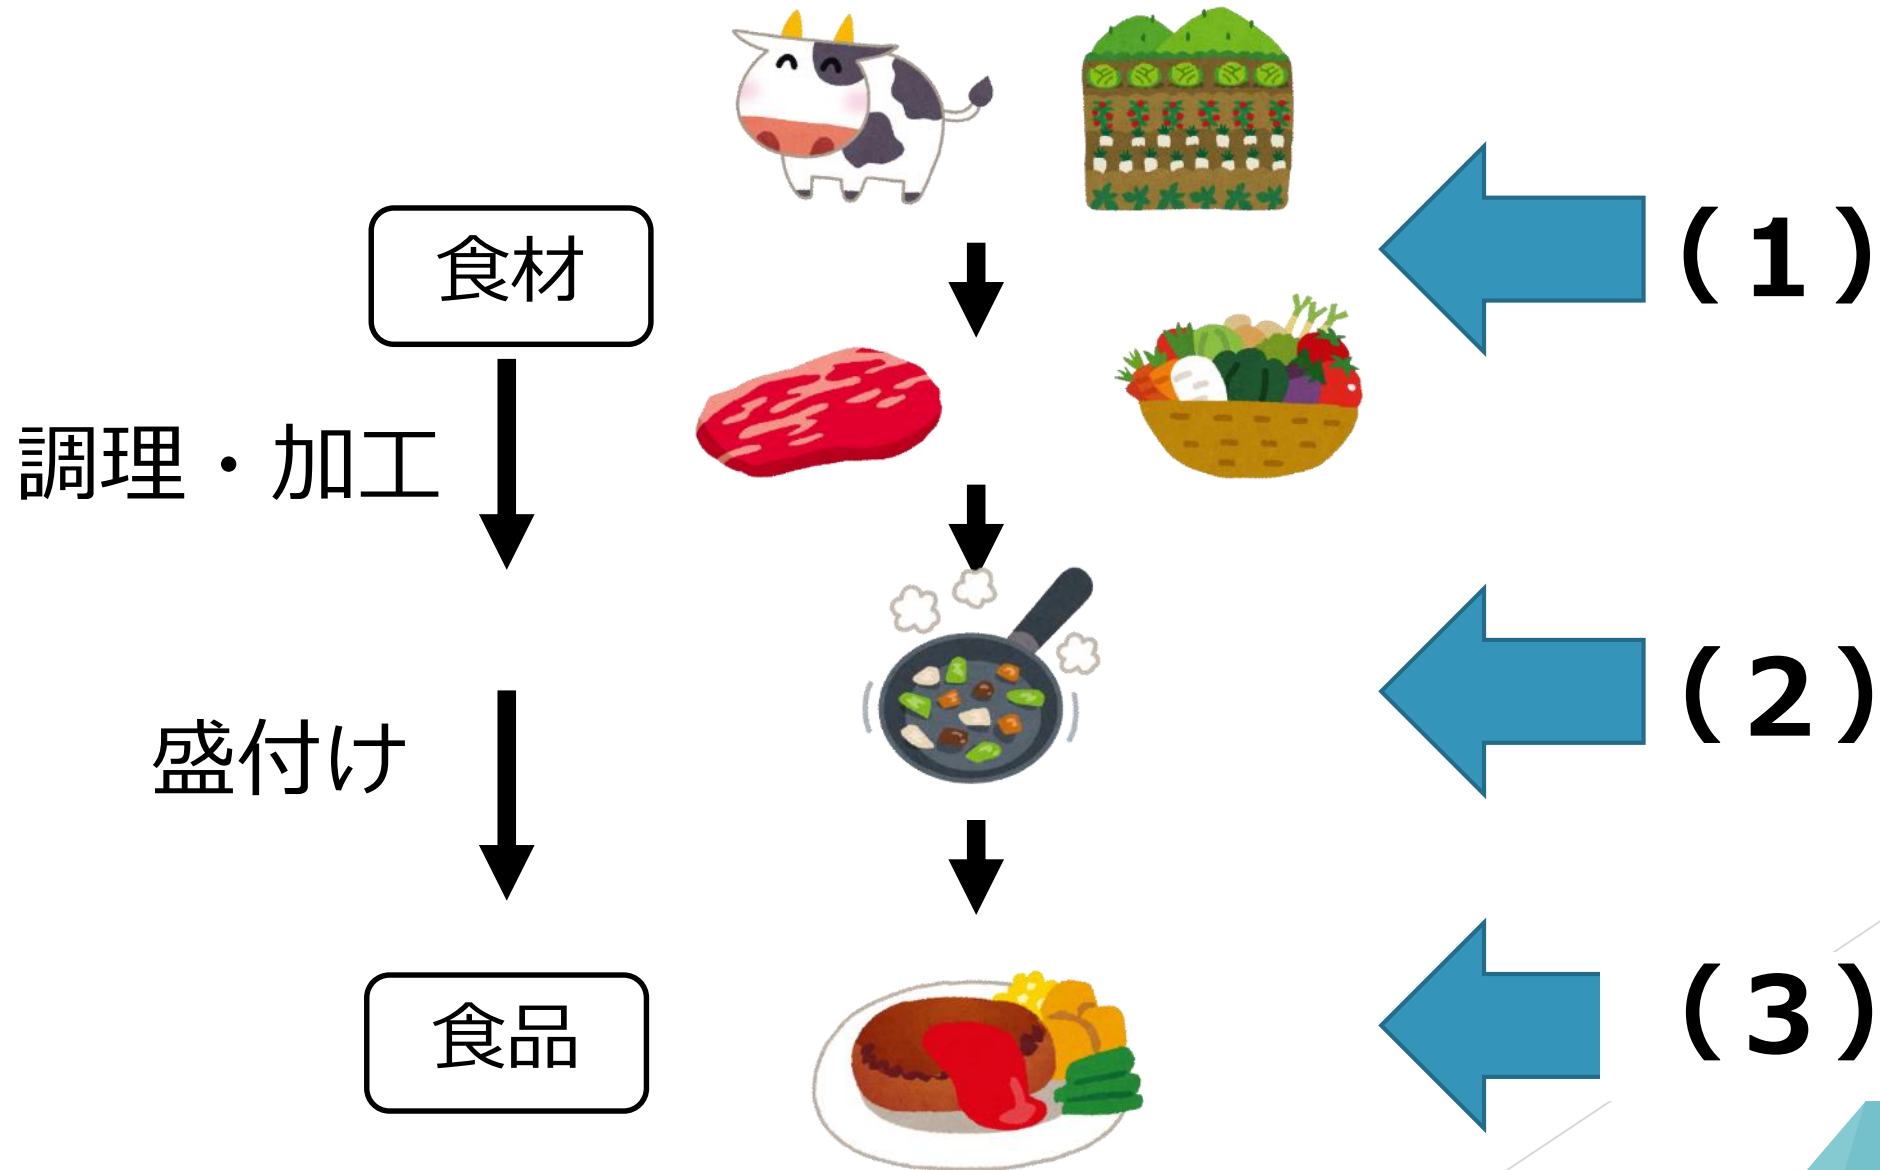 食材
(1)
調理・加工
(2)
盛付け
食品
(3)